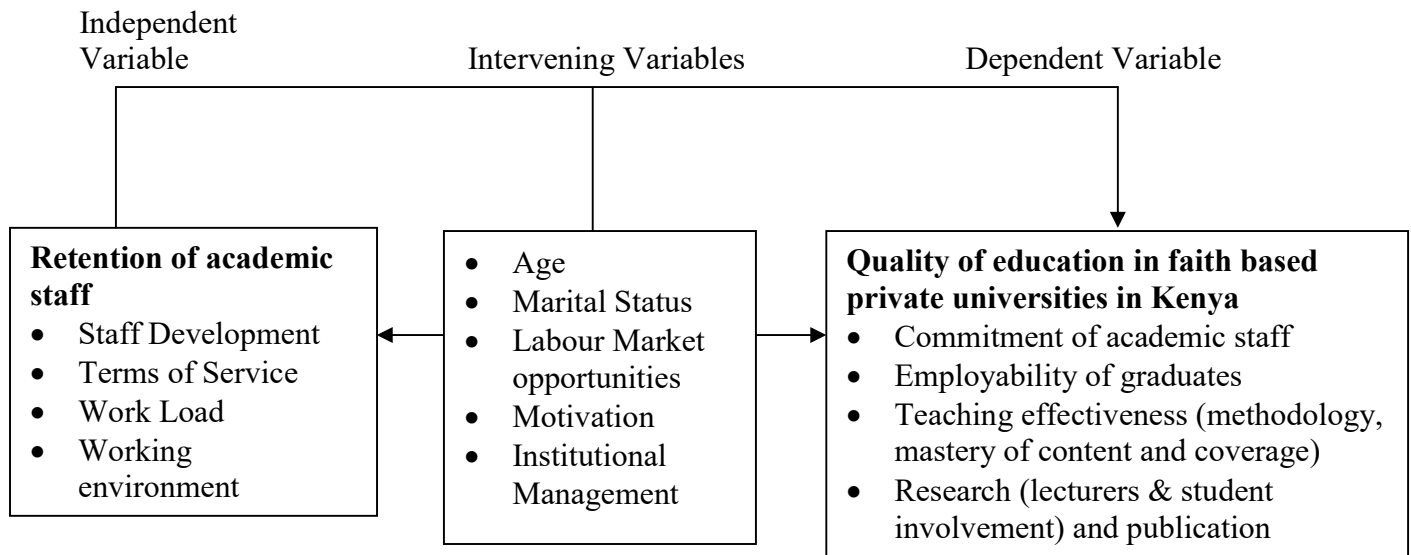 Independent
Variable
Intervening Variables
Dependent Variable
Retention of academic
staff
• Staff Development
• Terms of Service
• Work Load
• Working
environment
• Age
• Marital Status
• Labour Market
opportunities
• Motivation
• Institutional
Management
Quality of education in faith based
private universities in Kenya
• Commitment of academic staff
• Employability of graduates
• Teaching effectiveness (methodology,
mastery of content and coverage)
• Research (lecturers & student
involvement) and publication